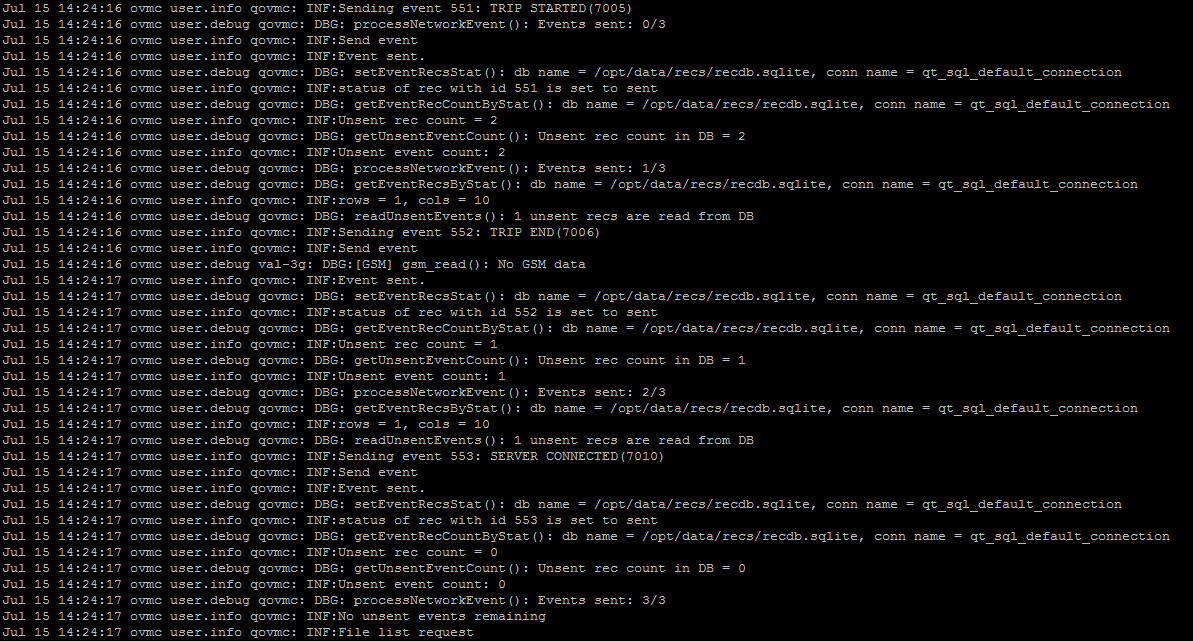 Jul 15 14:24:16 ovmc user.info qovmc: INF:Sending event 551: TRIP STARTED(7005)
Jul 15 14:24:16 ovmc user.debug qovmc: DBG: processNetworkEvent(): Events sent: 0/3
Jul 15 14:24:16 ovmc user.info qovmc: INF:Send event
Jul 15 14:24:16 ovmc user.info qovmc: INF:Event sent.
Jul 15 14:24:16 ovmc user.debug qovmc: DBG: setEventRecsStat(): db name = /opt/data/recs/recdb.sqlite, conn name = qt_sql_default_connection
Jul 15 14:24:16 ovmc user.info qovmc: INF:status of rec with id 551 is set to sent
Jul 15 14:24:16 ovmc user.debug qovmc: DBG: getEventRecCountByStat(): db name = /opt/data/recs/recdb.sqlite, conn name = qt_sql_default_connection
Jul 15 14:24:16 ovmc user.info qovmc: INF:Unsent rec count = 2
Jul 15 14:24:16 ovmc user.debug qovmc: DBG: getUnsentEventCount(): Unsent rec count in DB = 2
Jul 15 14:24:16 ovmc user.info qovmc: INF:Unsent event count: 2
Jul 15 14:24:16 ovmc user.debug qovmc: DBG: processNetworkEvent(): Events sent: 1/3
Jul 15 14:24:16 ovmc user.debug qovmc: DBG: getEventRecsByStat(): db name = /opt/data/recs/recdb.sqlite, conn name = qt_sql_default_connection
Jul 15 14:24:16 ovmc user.info qovmc: INF:rows = 1, cols = 10
Jul 15 14:24:16 ovmc user.debug qovmc: DBG: readUnsentEvents(): 1 unsent recs are read from DB
Jul 15 14:24:16 ovmc user.info qovmc: INF:Sending event 552: TRIP END(7006)
Jul 15 14:24:16 ovmc user.info qovmc: INF:Send event
Jul 15 14:24:16 ovmc user.debug val-3g: DBG:[GSM] gsm_read(): No GSM data
Jul 15 14:24:17 ovmc user.info qovmc: INF:Event sent.
Jul 15 14:24:17 ovmc user.debug qovmc: DBG: setEventRecsStat(): db name = /opt/data/recs/recdb.sqlite, conn name = qt_sql_default_connection
Jul 15 14:24:17 ovmc user.info qovmc: INF:status of rec with id 552 is set to sent
Jul 15 14:24:17 ovmc user.debug qovmc: DBG: getEventRecCountByStat(): db name = /opt/data/recs/recdb.sqlite, conn name = qt_sql_default_connection
Jul 15 14:24:17 ovmc user.info qovmc: INF:Unsent rec count = 1
Jul 15 14:24:17 ovmc user.debug qovmc: DBG: getUnsentEventCount(): Unsent rec count in DB = 1
Jul 15 14:24:17 ovmc user.info qovmc: INF:Unsent event count: 1
Jul 15 14:24:17 ovmc user.debug qovmc: DBG: processNetworkEvent(): Events sent: 2/3
Jul 15 14:24:17 ovmc user.debug qovmc: DBG: getEventRecsByStat(): db name = /opt/data/recs/recdb.sqlite, conn name = qt_sql_default_connection
Jul 15 14:24:17 ovmc user.info qovmc: INF:rows = 1, cols = 10
Jul 15 14:24:17 ovmc user.debug qovmc: DBG: readUnsentEvents(): 1 unsent recs are read from DB
Jul 15 14:24:17 ovmc user.info qovmc: INF:Sending event 553: SERVER CONNECTED(7010)
Jul 15 14:24:17 ovmc user.info qovmc: INF:Send event
Jul 15 14:24:17 ovmc user.info qovmc: INF:Event sent.
Jul 15 14:24:17 ovmc user.debug qovmc: DBG: setEventRecsStat(): db name = /opt/data/recs/recdb.sqlite, conn name = qt_sql_default_connection
Jul 15 14:24:17 ovmc user.info qovmc: INF:status of rec with id 553 is set to sent
Jul 15 14:24:17 ovmc user.debug qovmc: DBG: getEventRecCountByStat(): db name = /opt/data/recs/recdb.sqlite, conn name = qt_sql_default_connection
Jul 15 14:24:17 ovmc user.info qovmc: INF:Unsent rec count = 0
Jul 15 14:24:17 ovmc user.debug qovmc: DBG: getUnsentEventCount(): Unsent rec count in DB = 0
Jul 15 14:24:17 ovmc user.info qovmc: INF:Unsent event count: 0
Jul 15 14:24:17 ovmc user.debug qovmc: DBG: processNetworkEvent(): Events sent: 3/3
Jul 15 14:24:17 ovmc user.info qovmc: INF:No unsent events remaining
Jul 15 14:24:17 ovmc user.info qovmc: INF:File list request